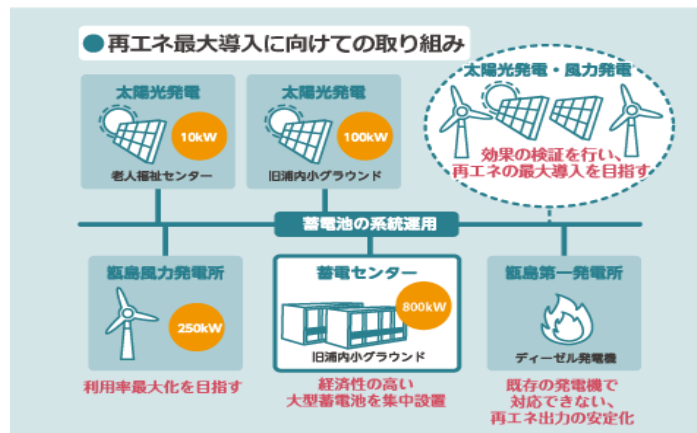 再エネ最大導入に向けての取り組み
太陽光発電
10kW
老人福祉センター
太陽光発電
100kW
旧浦内小グラウンド
太陽光発電・風力発電
効果の検証を行い、
再エネの最大導入を目指す
蓄電池の系統運用
甑島風力発電所
250kW
利用率最大化を目指す
蓄電センター
800kW
旧浦内小グラウンド
経済性の高い
大型蓄電池を集中設置
甑島第一発電所
ディーゼル発電機
既存の発電機で
対応できない、
再エネ出力の安定化